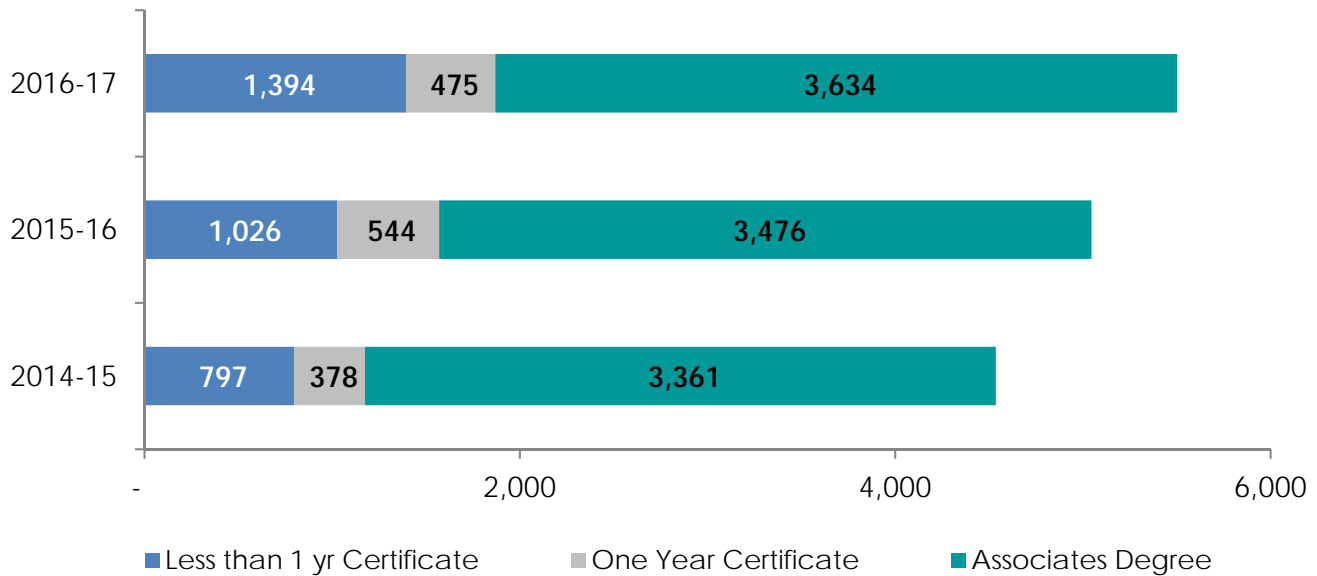 2016-17 1,394 475 3,634
2015-16 1,026 544 3,476
2014-15 797 378 3,361
- 2,000 4,000 6,000
Less than 1 yr Certificate One Year Certificate Associates Degree